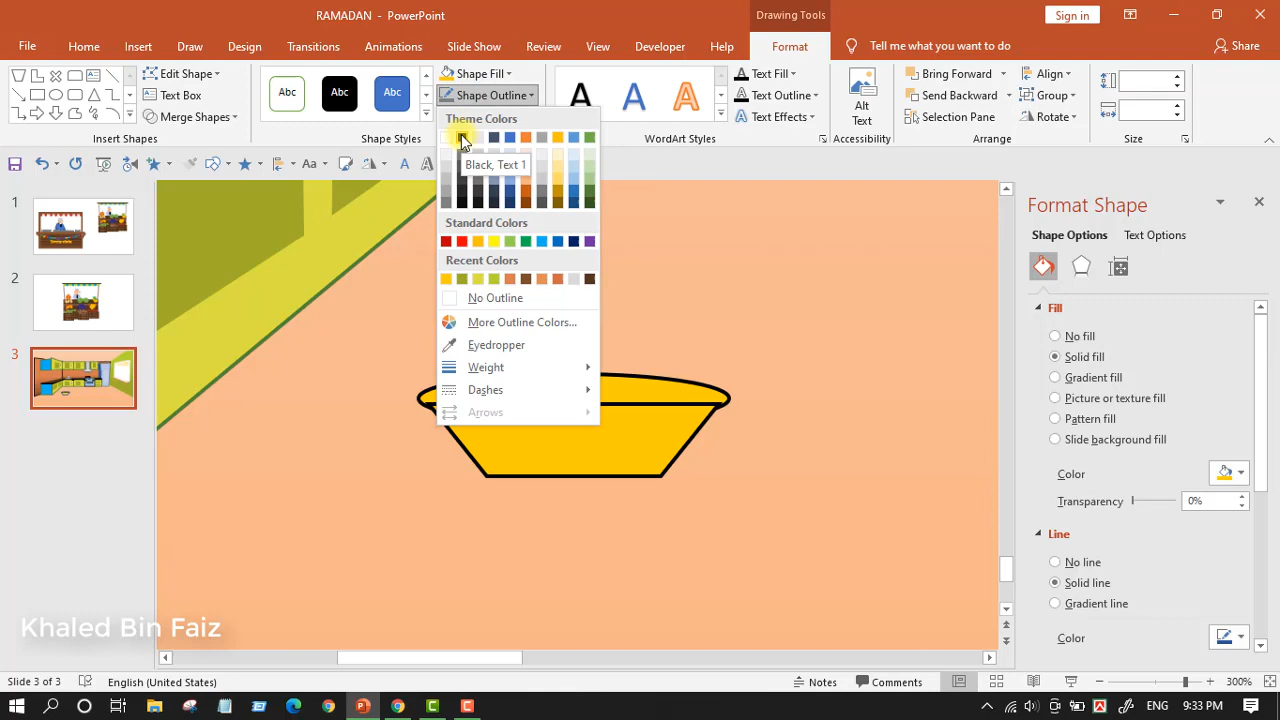 RAMADAN - PowerPoint
Drawing Tools
Sign in
File
Home
Insert
Draw
Design
Transitions
Animations
Slide Show
Review
View
Developer
Help
Format
Tell me what you want to do
Share
Edit Shape
Text Box
Merge Shapes
Insert Shapes
Abc
Abc
Abc
Shape Fill
Shape Outline
Shape Styles
A
A
A
Text Fill
Text Outline
Text Effects
WordArt Styles
Alt
Text
Bring Forward
Send Backward
Selection Pane
Align
Group
Rotate
Theme Colors
Black, Text 1
Standard Colors
Recent Colors
No Outline
More Outline Colors...
Eyedropper
Weight
Dashes
Arrows
1
2
3
Format Shape
Shape Options
Text Options
Fill
No fill
Solid fill
Gradient fill
Picture or texture fill
Pattern fill
Slide background fill
Color
Transparency
0%
Line
No line
Solid line
Gradient line
Color
Khaled Bin Faiz
Slide 3 of 3
English (United States)
Notes
Comments
300%
9:33 PM